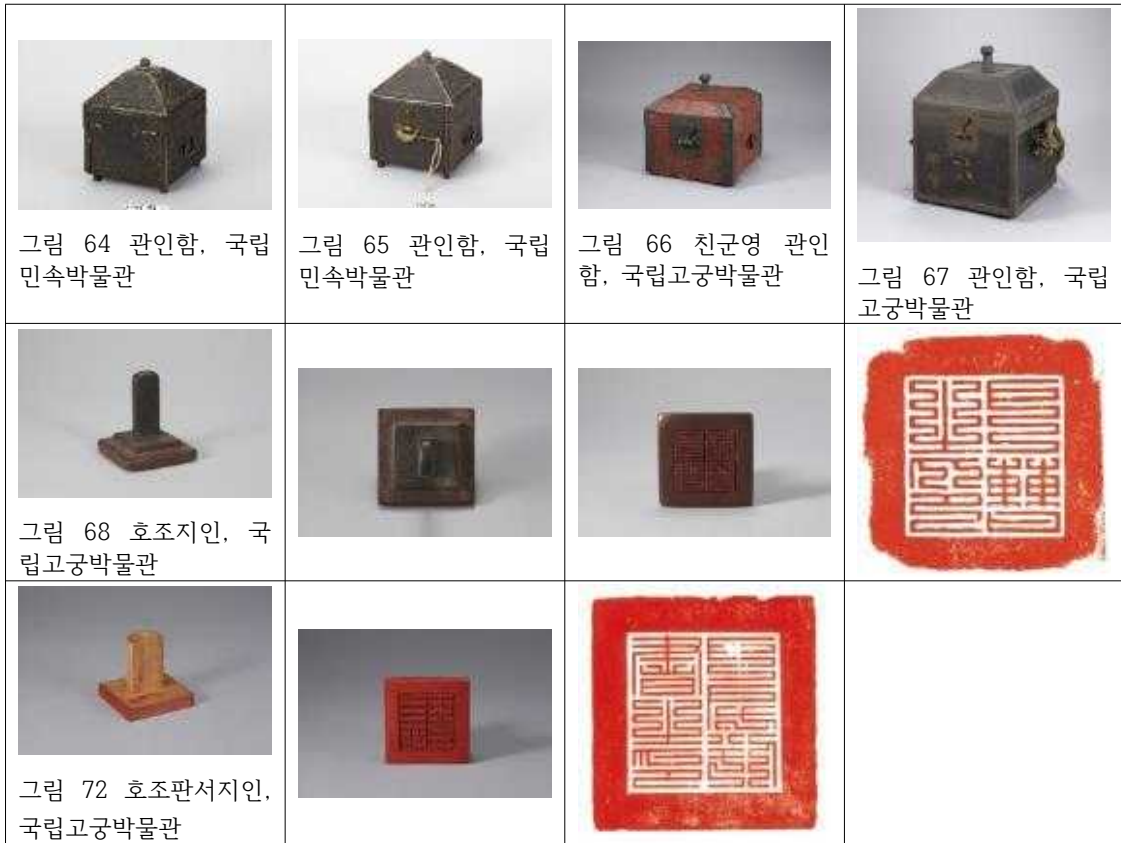 그림 64 관인함, 국립
민속박물관
그림 65 관인함, 국립
민속박물관
그림 66 친군영 관인
함, 국립고궁박물관
그림 67 관인함, 국립
고궁박물관
그림 68 호조지인, 국
립고궁박물관
그림 72 호조판서지인,
국립고궁박물관